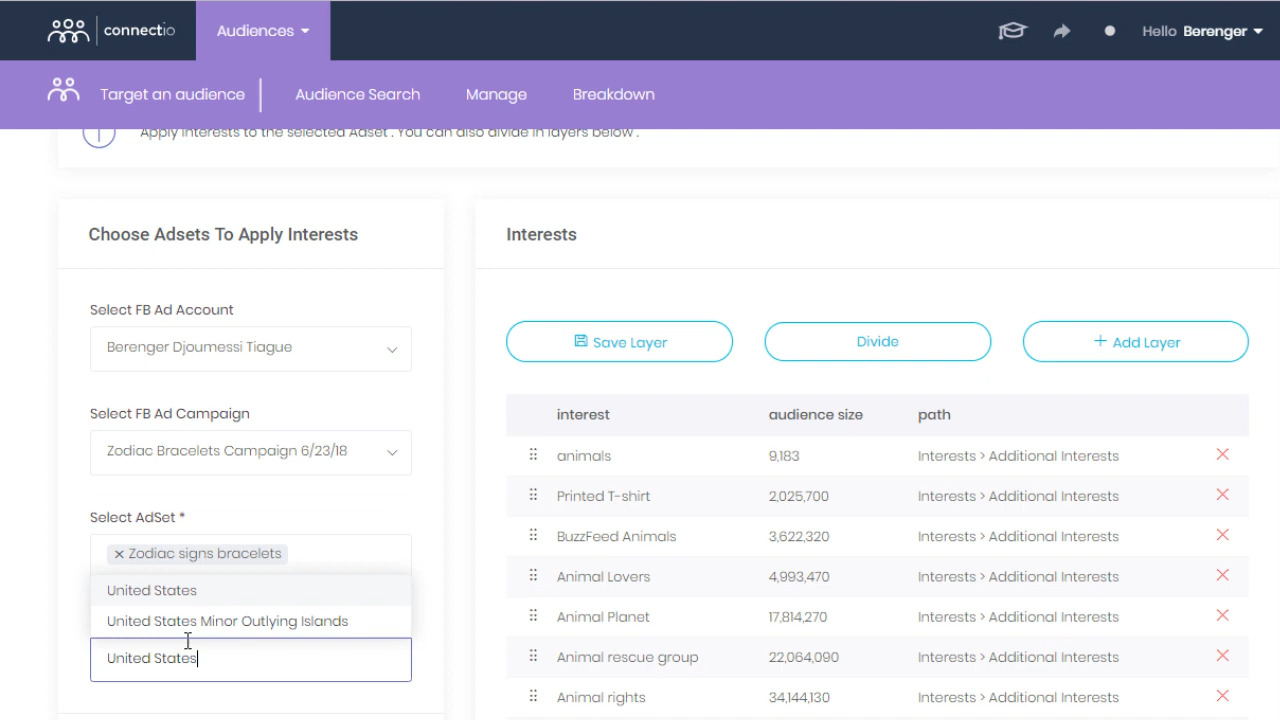 connectio
Audiences
Hello Berenger
Target an audience
Audience Search
Manage
Breakdown
Apply interests to the selected Adset . You can also divide in layers below .
Choose Adsets To Apply Interests
Select FB Ad Account
Berenger Djoumessi Tiague
Select FB Ad Campaign
Zodiac Bracelets Campaign 6/23/18
Select AdSet *
× Zodiac signs bracelets
United States
United States Minor Outlying Islands
United States
Interests
Save Layer
Divide
+ Add Layer
interest audience size path
animals 9,183 Interests > Additional Interests
Printed T-shirt 2,025,700 Interests > Additional Interests
BuzzFeed Animals 3,622,320 Interests > Additional Interests
Animal Lovers 4,993,470 Interests > Additional Interests
Animal Planet 17,814,270 Interests > Additional Interests
Animal rescue group 22,064,090 Interests > Additional Interests
Animal rights 34,144,130 Interests > Additional Interests